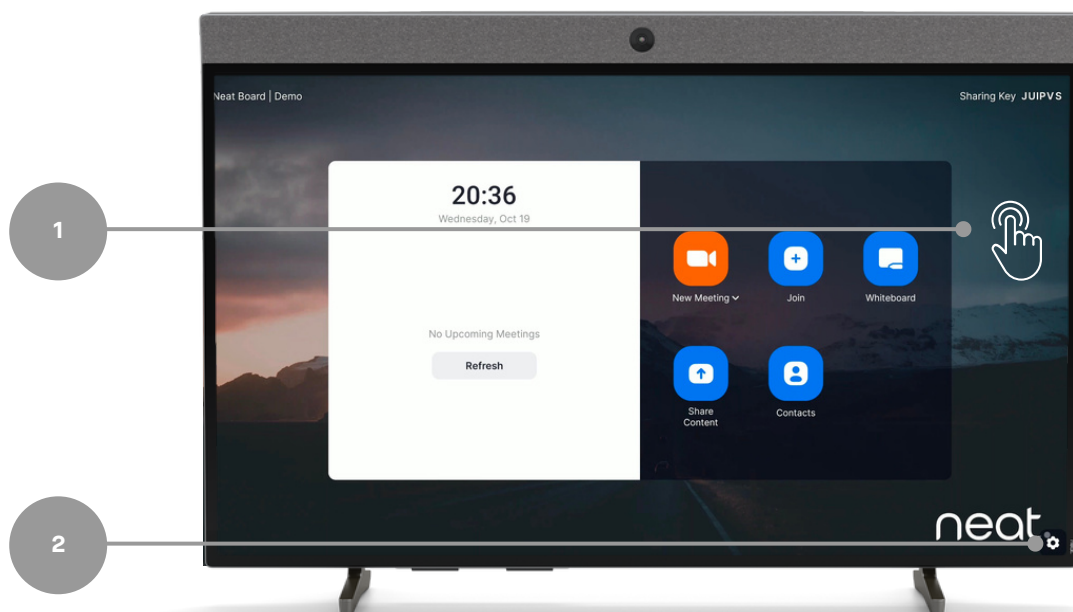 Neat Board | Demo
Sharing Key JUIPVS
20:36
Wednesday, Oct 19
1
New Meeting
Join
Whiteboard
No Upcoming Meetings
Refresh
Share
Content
Contacts
neat
2